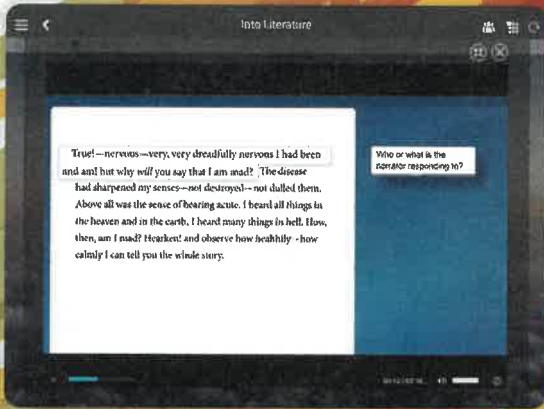 Into Literature
True!—nervous—very, very dreadfully nervous I had been
and am! but why will you say that I am mad? The disease
had sharpened my senses—not destroyed—not dulled them.
Above all was the sense of hearing acute. I heard all things in
the heaven and in the earth. I heard many things in hell. How,
then, am I mad? Hearken! and observe how healthily - how
calmly I can tell you the whole story.
Who or what is the
narrator responding to?